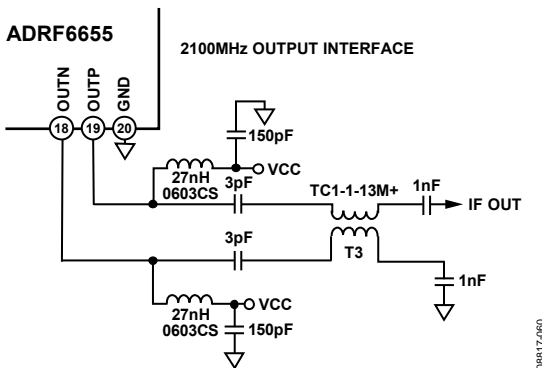 ADRF6655
2100MHz OUTPUT INTERFACE
OUTN
OUTP
GND
18
19
20
150pF
VCC
27nH
0603CS
3pF
TC1-1-13M+
1nF
IF OUT
3pF
T3
1nF
VCC
27nH
0603CS
150pF
08817-060